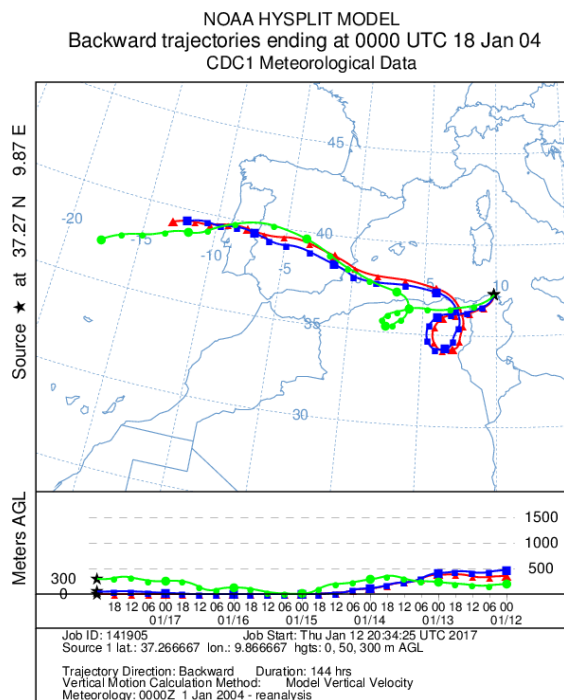 NOAA HYSPLIT MODEL
Backward trajectories ending at 0000 UTC 18 Jan 04
CDC1 Meteorological Data
Source ★ at 37.27 N 9.87 E
45
-20
40
-15
-10
-5
5
10
35
30
Meters AGL
1500
1000
500
300
0
18 12 06 00 18 12 06 00 18 12 06 00 18 12 06 00 18 12 06 00 18 12 06 00
01/17 01/16 01/15 01/14 01/13 01/12
Job ID: 141905 Job Start: Thu Jan 12 20:34:25 UTC 2017
Source 1 lat.: 37.266667 lon.: 9.866667 hgts: 0, 50, 300 m AGL
Trajectory Direction: Backward Duration: 144 hrs
Vertical Motion Calculation Method: Model Vertical Velocity
Meteorology: 0000Z 1 Jan 2004 - reanalysis